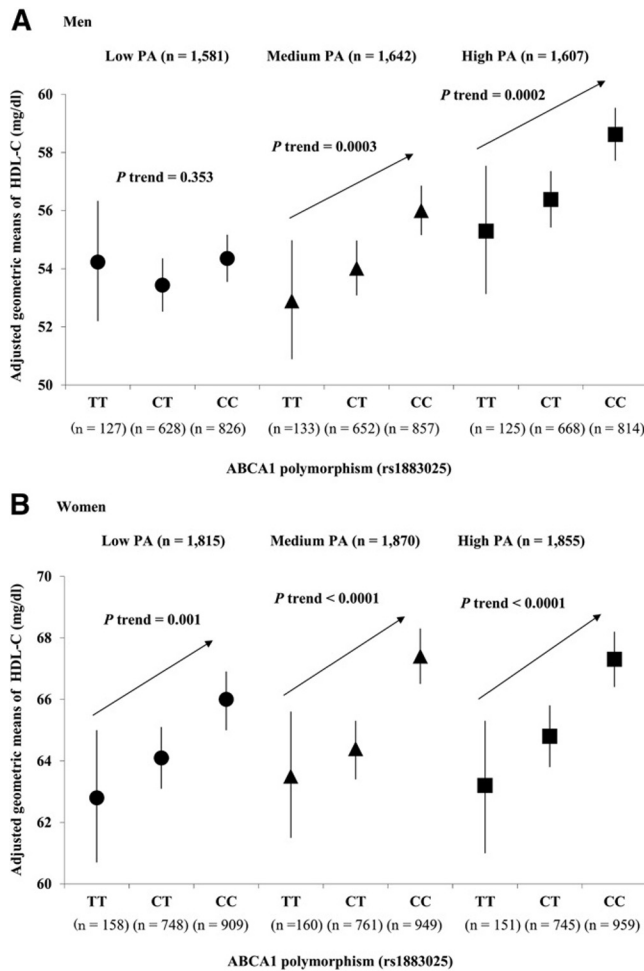 A Men
Low PA (n = 1,581) Medium PA (n = 1,642) High PA (n = 1,607)
Adjusted geometric means of HDL-C (mg/dl)
60
58
56
54
52
50
P trend = 0.353
P trend = 0.0003
P trend = 0.0002
TT CT CC TT CT CC TT CT CC
(n = 127) (n = 628) (n = 826) (n =133) (n = 652) (n = 857) (n = 125) (n = 668) (n = 814)
ABCA1 polymorphism (rs1883025)
B Women
Low PA (n = 1,815) Medium PA (n = 1,870) High PA (n = 1,855)
Adjusted geometric means of HDL-C (mg/dl)
70
68
66
64
62
60
P trend = 0.001
P trend < 0.0001
P trend < 0.0001
TT CT CC TT CT CC TT CT CC
(n = 158) (n = 748) (n = 909) (n =160) (n = 761) (n = 949) (n = 151) (n = 745) (n = 959)
ABCA1 polymorphism (rs1883025)